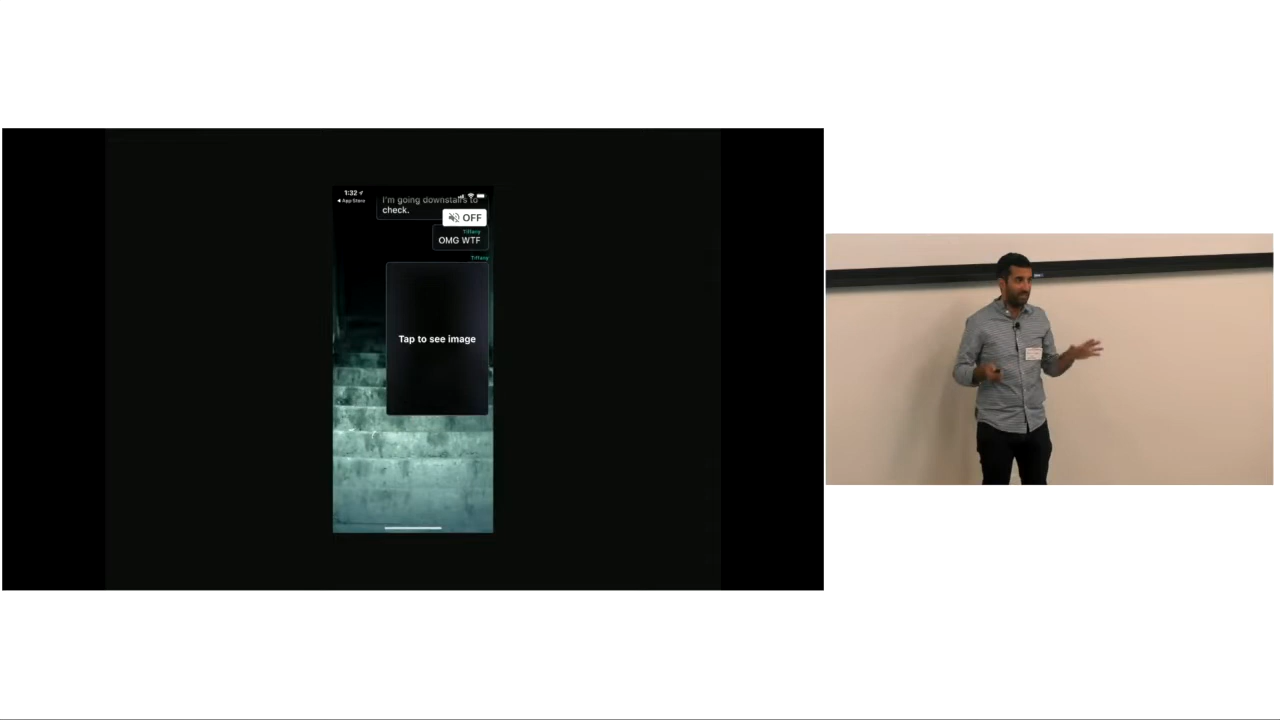 1:32
App Store
I'm going downstairs to
check.
OFF
Tiffany
OMG WTF
Tiffany
Tap to see image